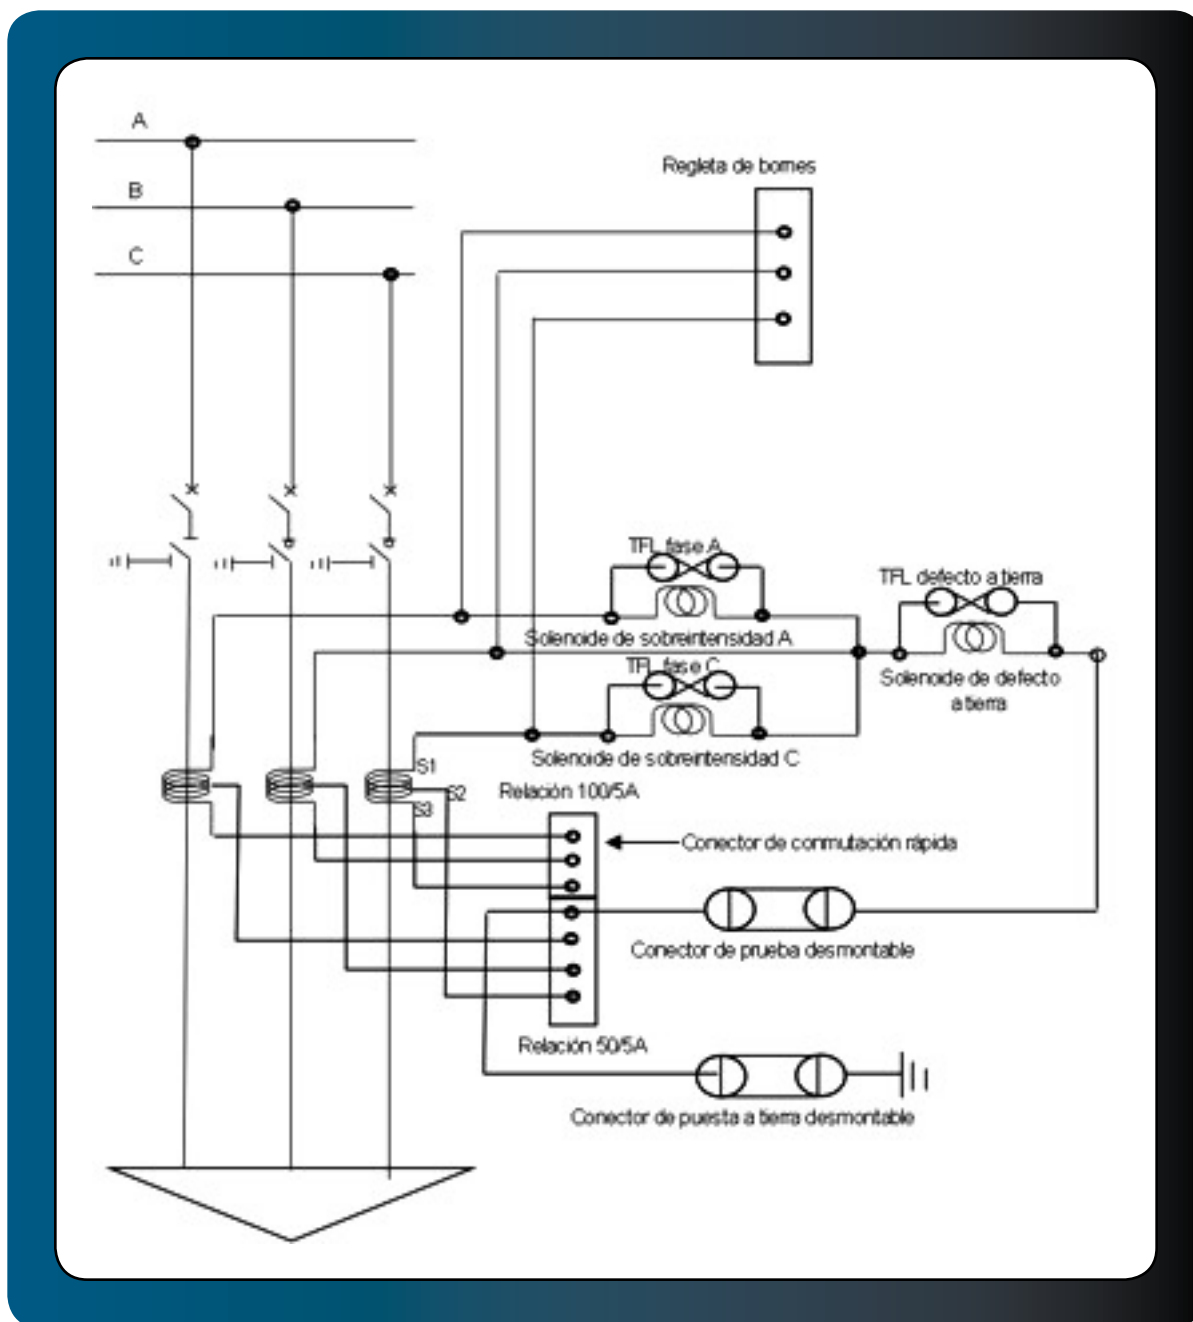 A
Regleta de bornes
B
C
TFL fase A
TFL defecto a tierra
Solenoide de sobreintensidad A
TFL fase C
Solenoide de defecto
a tierra
Solenoide de sobreintensidad C
S1
S2
S3
Relación 100/5A
Conector de conmutación rápida
Conector de prueba desmontable
Relación 50/5A
Conector de puesta a tierra desmontable